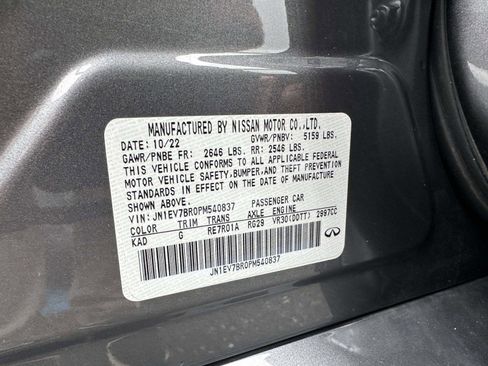 MANUFACTURED BY NISSAN MOTOR CO.,LTD.
DATE: 10/22 GVWR/PNBV: 5159 LBS.
GAWR/PNBE FR: 2646 LBS. RR: 2546 LBS.
THIS VEHICLE CONFORMS TO ALL APPLICABLE FEDERAL
MOTOR VEHICLE SAFETY,BUMPER,AND THEFT PREVENTION
STANDARDS IN EFFECT ON THE DATE OF MANUFACTURE
SHOWN ABOVE.
VIN: JN1EV7BR0PM540837 PASSENGER CAR
COLOR TRIM TRANS AXLE ENGINE
KAD G RE7R01A RG29 VR30(DDTT) 2997CC
JN1EV7BR0PM540837